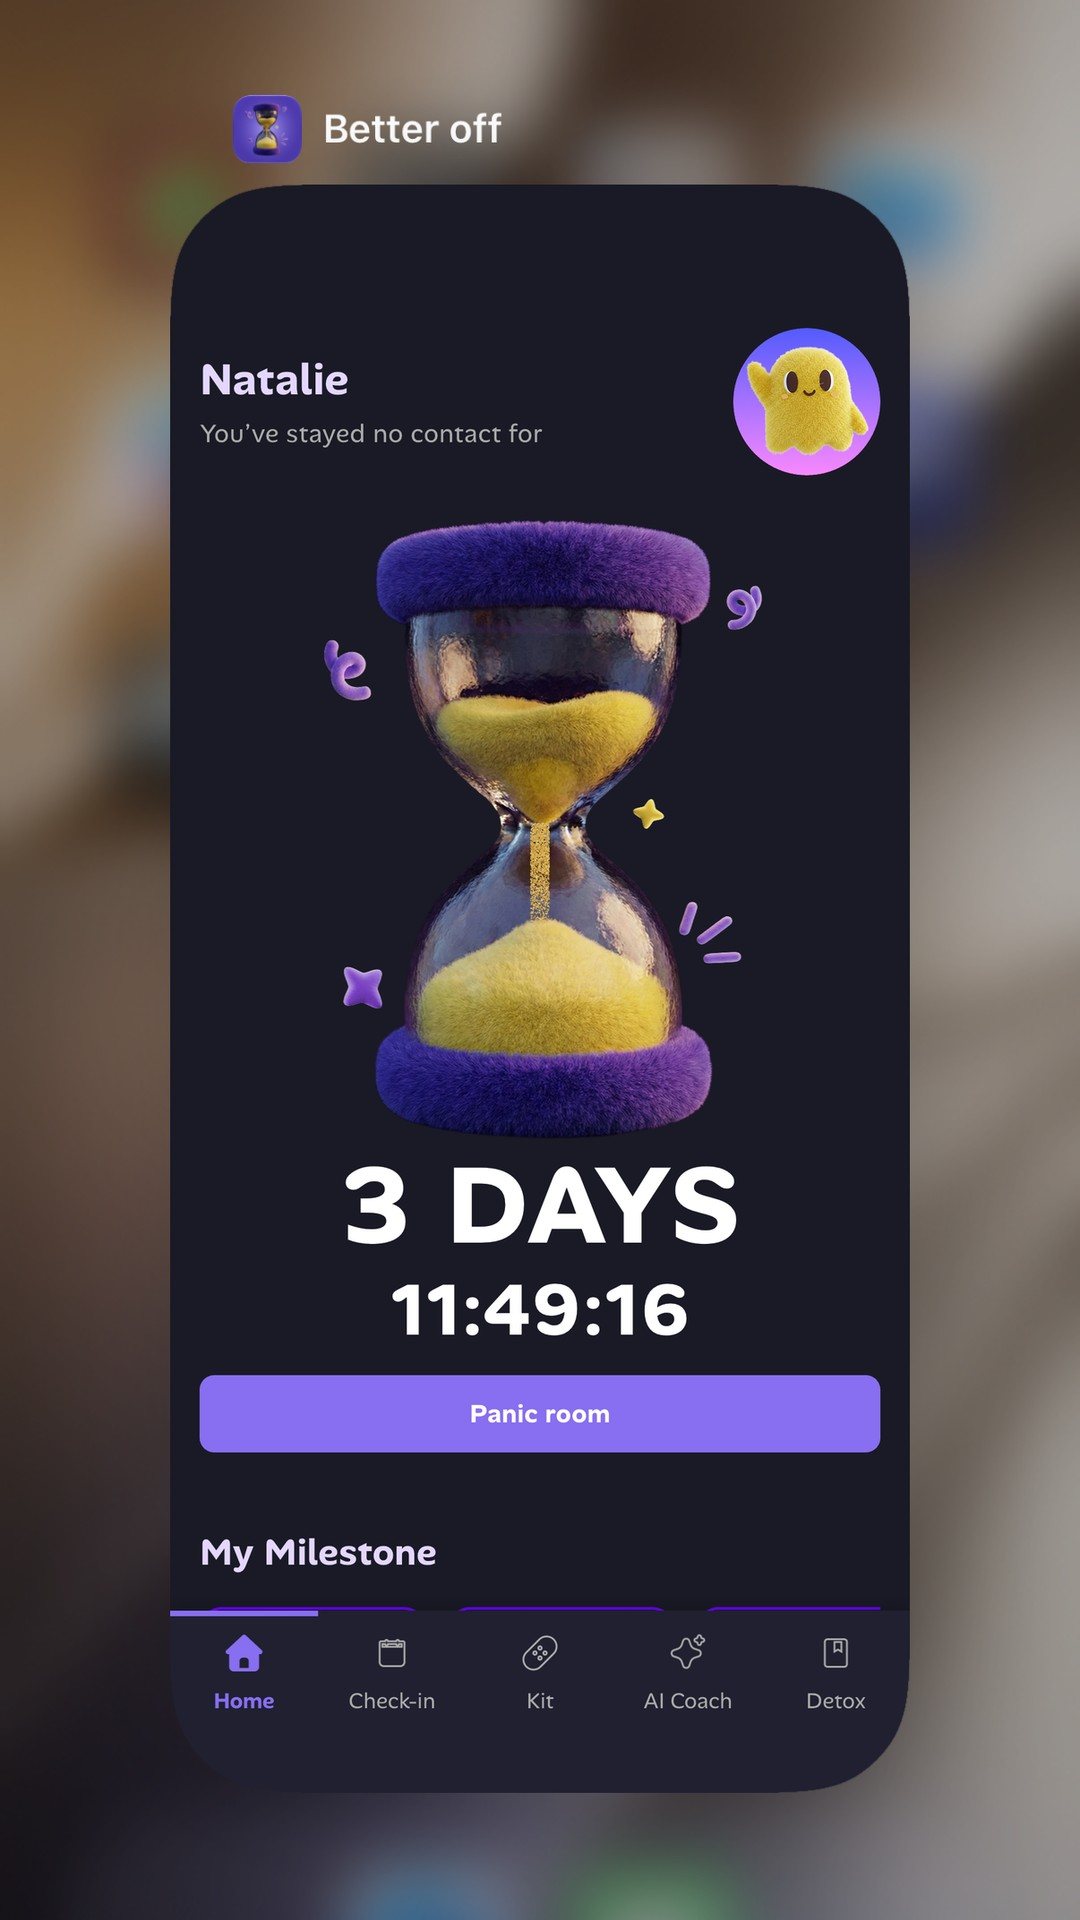 Better off
Natalie
You’ve stayed no contact for
3 DAYS
11:49:16
Panic room
My Milestone
Home
Check-in
Kit
AI Coach
Detox